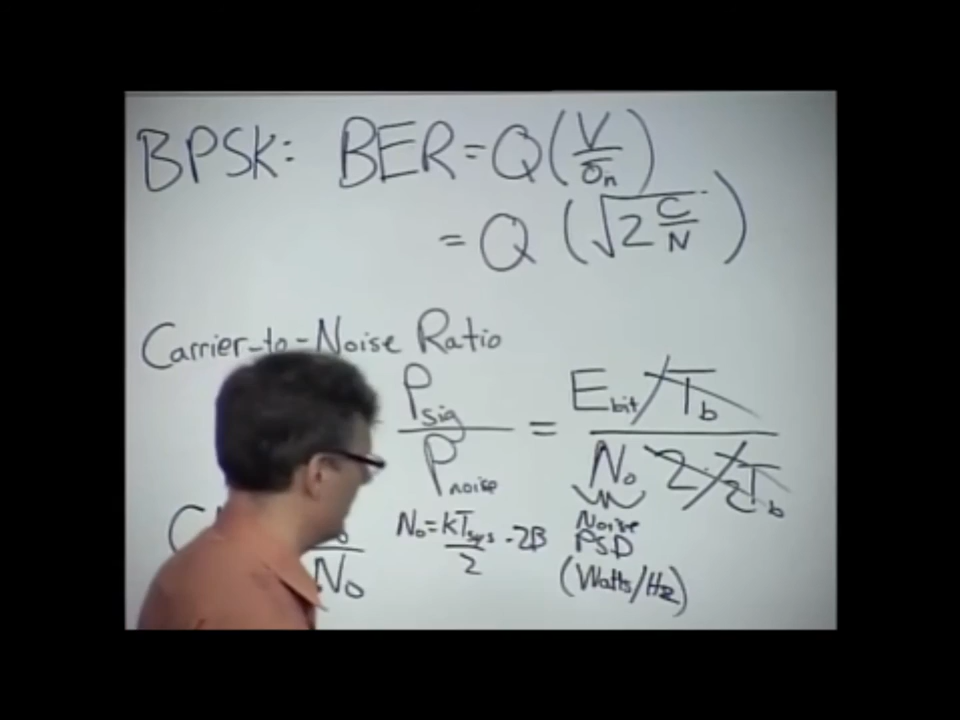 BPSK: BER = Q(V/σn)
= Q(√2 C/N)
Carrier-to-Noise Ratio
Psig/Pnoise = Ebit/Tb / N₀ 2/2Tb
C N₀
N₀ = kTsys/2 · 2B
Noise
PSD
(Watts/Hz)